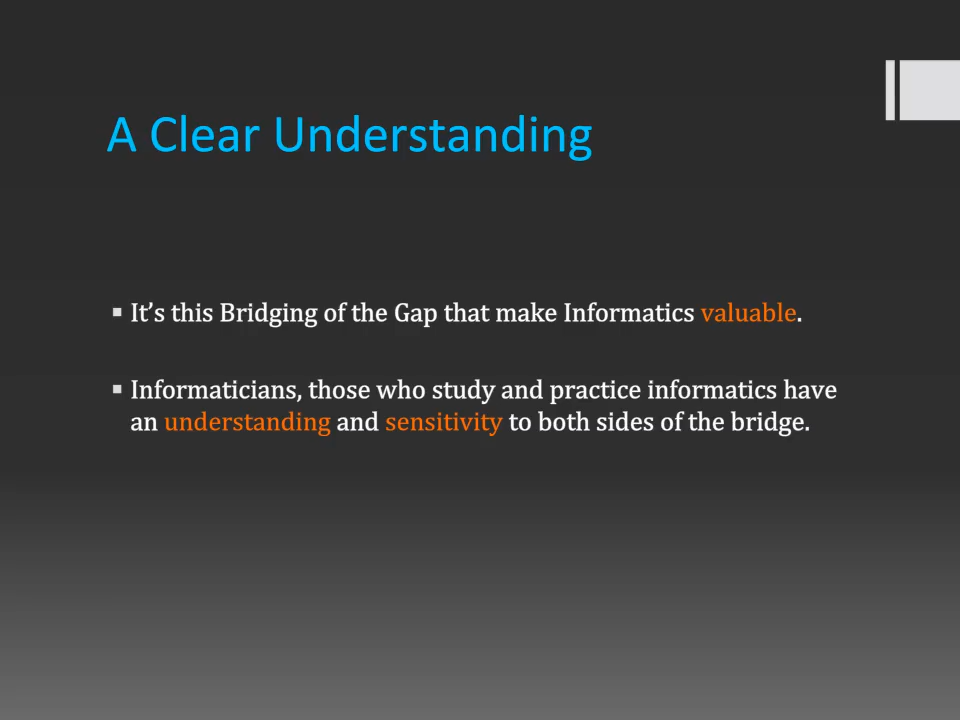 A Clear Understanding
▪ It’s this Bridging of the Gap that make Informatics valuable.
▪ Informaticians, those who study and practice informatics have
an understanding and sensitivity to both sides of the bridge.